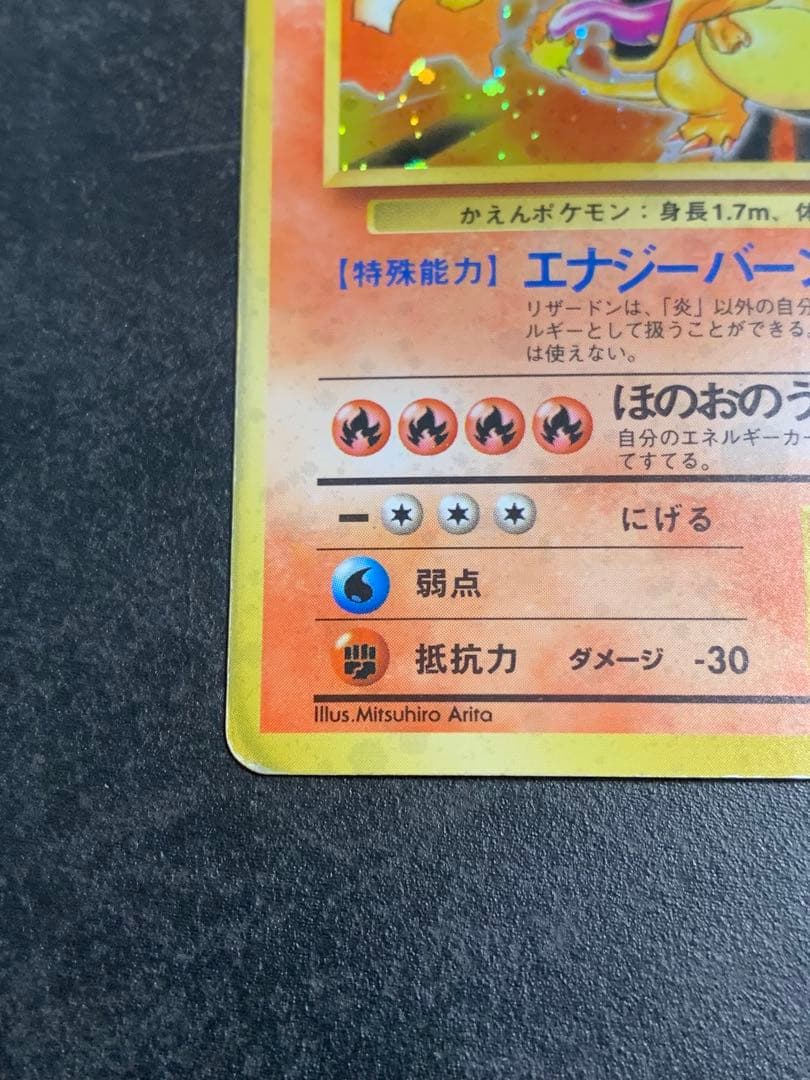 かえんポケモン：身長1.7m、体
【特殊能力】 エナジーバーン
リザードンは、「炎」以外の自分
ルギーとして扱うことができる。
は使えない。
ほのおのう
自分のエネルギーカー
てすてる。
ー にげる
弱点
抵抗力 ダメージ -30
Illus.Mitsuhiro Arita